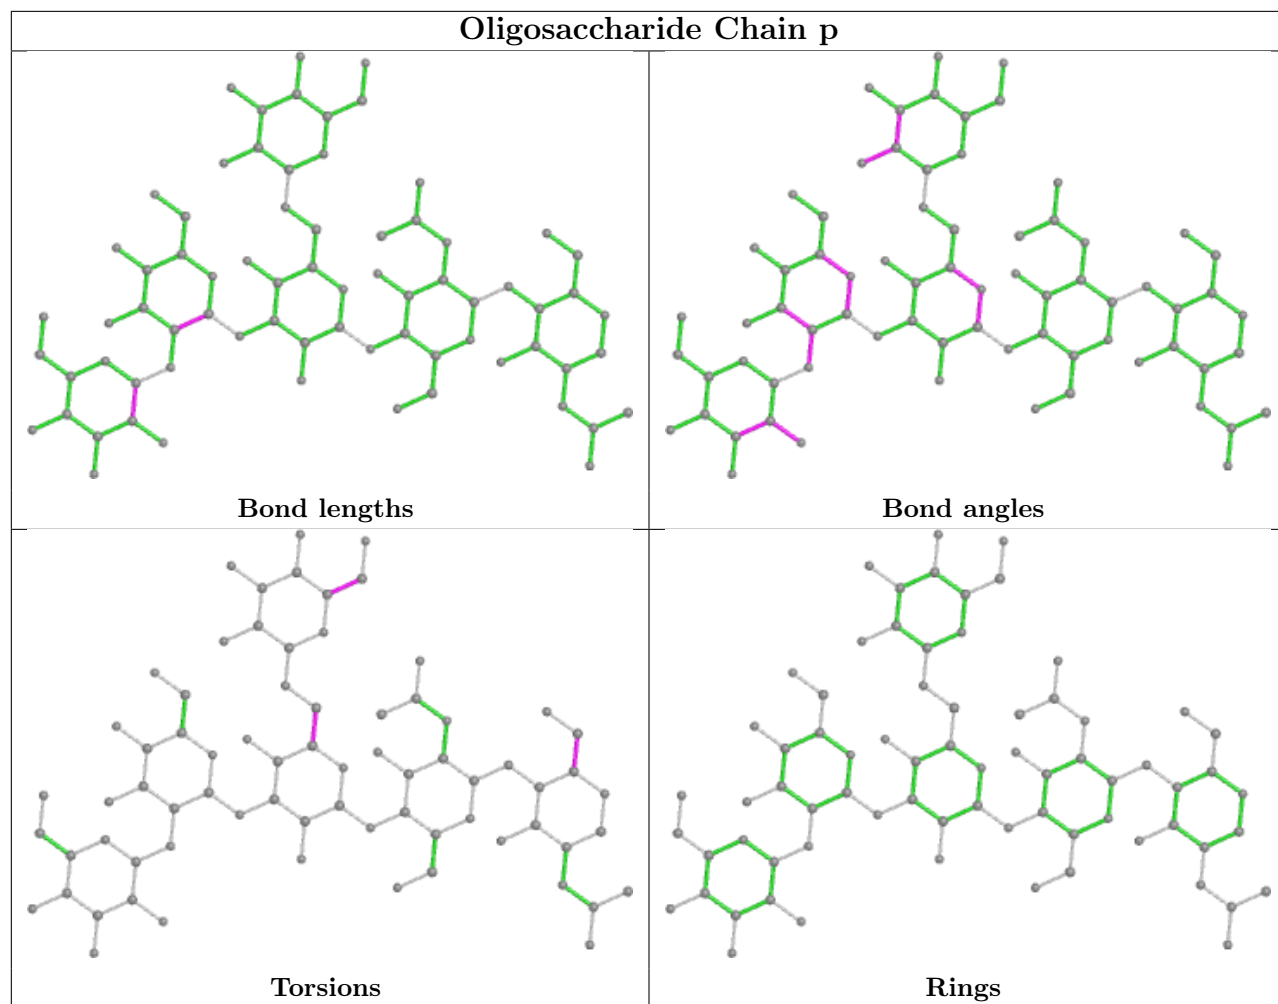 Oligosaccharide Chain p
Bond lengths
Bond angles
Torsions
Rings